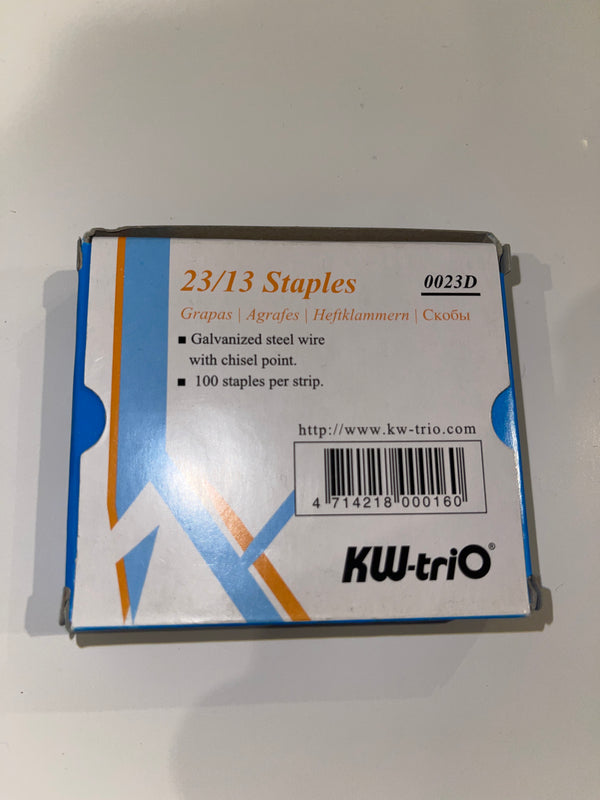 23/13 Staples
0023D
Grapas | Agrafes | Heftklammern | Скобы
■ Galvanized steel wire
with chisel point.
■ 100 staples per strip.
http://www.kw-trio.com
4 714218 000160
KW-triO®